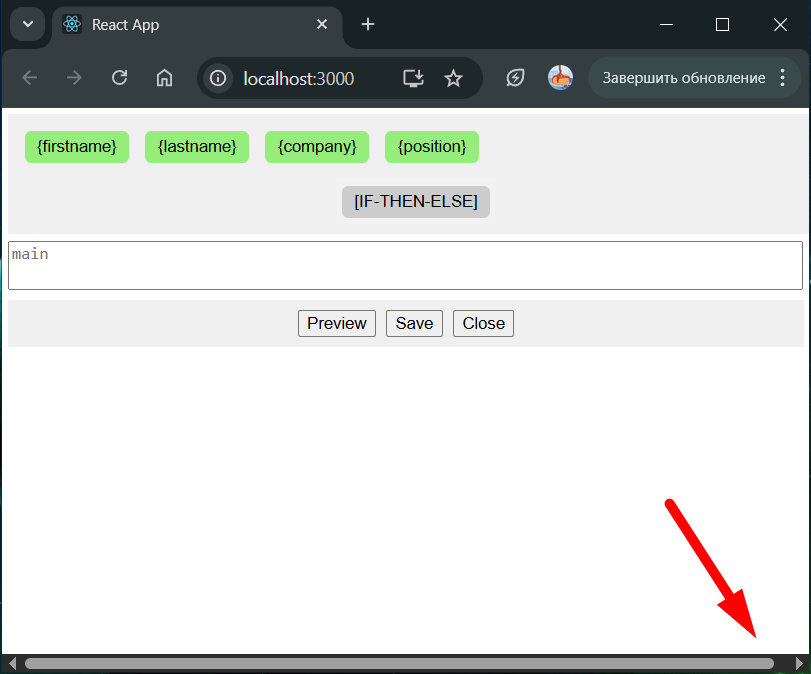 React App
localhost:3000
Завершить обновление
{firstname} {lastname} {company} {position}
[IF-THEN-ELSE]
main
Preview Save Close